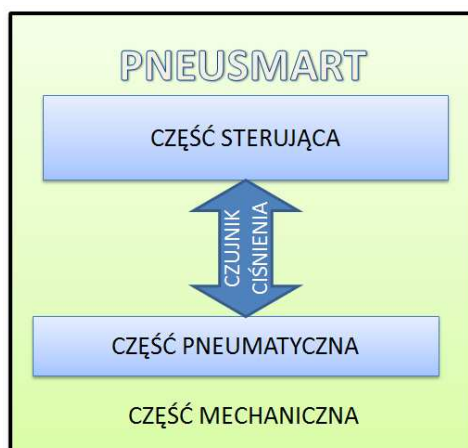 PNEUSMART
CZĘŚĆ STERUJĄCA
CZUJNIK
CIŚNIENIA
CZĘŚĆ PNEUMATYCZNA
CZĘŚĆ MECHANICZNA